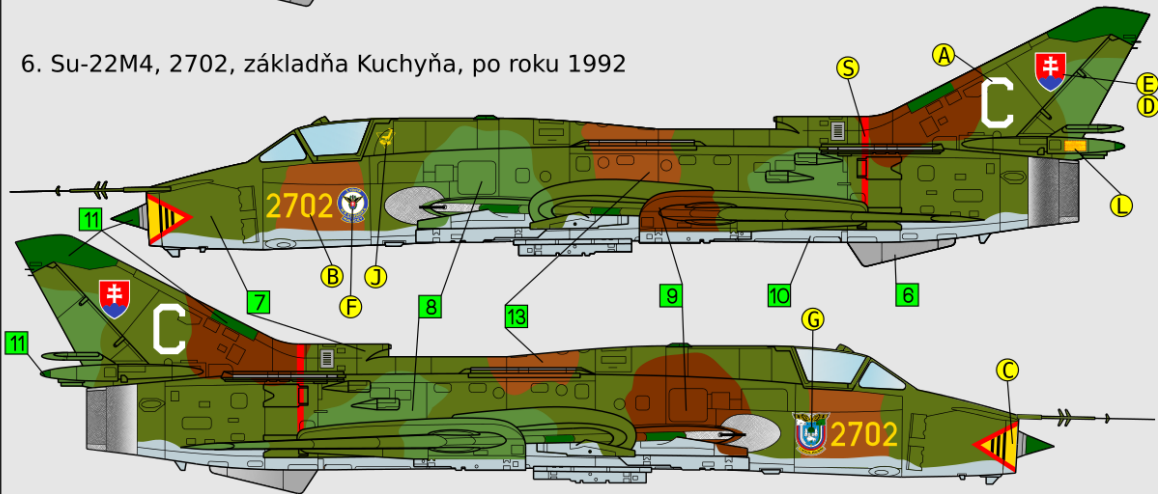 6. Su-22M4, 2702, základňa Kuchyňa, po roku 1992
S
A
C
E
D
2702
L
11
B
J
F
7
8
13
9
10
6
G
C
11
C
2702